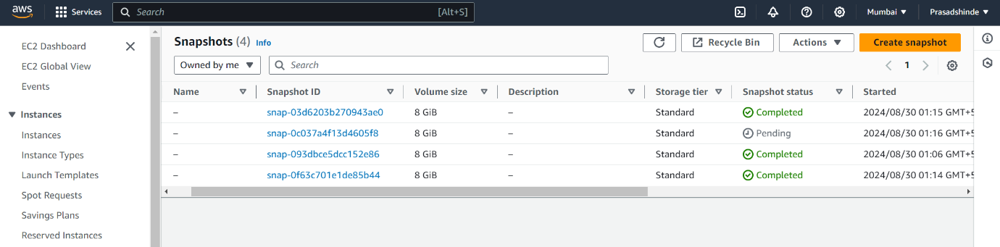 aws Services Search [Alt+S] Mumbai Prasadshinde
EC2 Dashboard
EC2 Global View
Events
Instances
Instances
Instance Types
Launch Templates
Spot Requests
Savings Plans
Reserved Instances
Snapshots (4) Info Recycle Bin Actions Create snapshot
Owned by me Search 1
Name Snapshot ID Volume size Description Storage tier Snapshot status Started
– snap-03d6203b270943ae0 8 GiB – Standard Completed 2024/08/30 01:15 GMT+5
– snap-0c037a4f13d4605f8 8 GiB – Standard Pending 2024/08/30 01:16 GMT+5
– snap-093dbce5dcc152e86 8 GiB – Standard Completed 2024/08/30 01:06 GMT+5
– snap-0f63c701e1de85b44 8 GiB – Standard Completed 2024/08/30 01:14 GMT+5